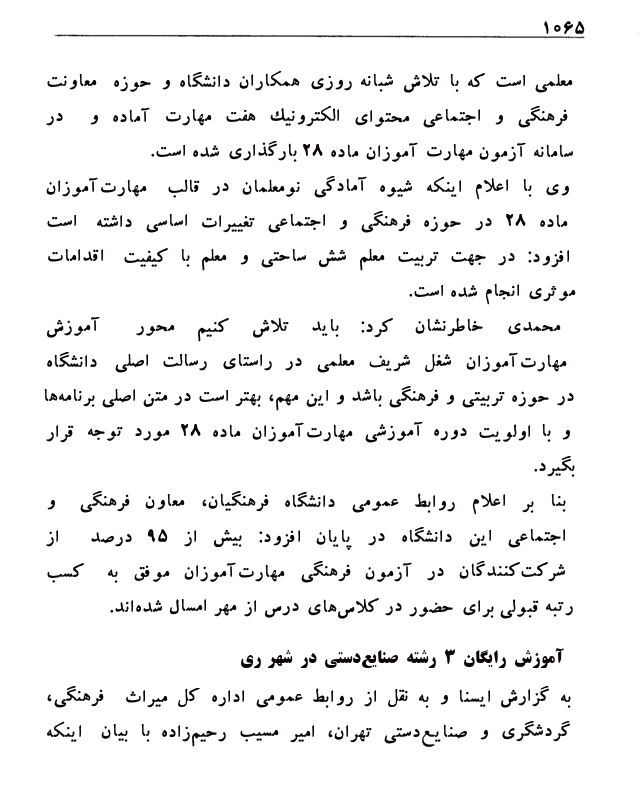 ۱۰۶۵
معلمی است که با تلاش شبانه روزی همکاران دانشگاه و حوزه معاونت
فرهنگی و اجتماعی محتوای الکترونیك هفت مهارت آماده و در
سامانه آزمون مهارت آموزان ماده ۲۸ بارگذاری شده است.
وی با اعلام اینکه شیوه آمادگی نومعلمان در قالب مهارت‌آموزان
ماده ۲۸ در حوزه فرهنگی و اجتماعی تغییرات اساسی داشته است
افزود: در جهت تربیت معلم شش ساحتی و معلم با کیفیت اقدامات
موثری انجام شده است.
محمدی خاطرنشان کرد: باید تلاش کنیم محور آموزش
مهارت‌آموزان شغل شریف معلمی در راستای رسالت اصلی دانشگاه
در حوزه تربیتی و فرهنگی باشد و این مهم، بهتر است در متن اصلی برنامه‌ها
و با اولویت دوره آموزشی مهارت‌آموزان ماده ۲۸ مورد توجه قرار
بگیرد.
بنا بر اعلام روابط عمومی دانشگاه فرهنگیان، معاون فرهنگی و
اجتماعی این دانشگاه در پایان افزود: بیش از ۹۵ درصد از
شرکت‌کنندگان در آزمون فرهنگی مهارت‌آموزان موفق به کسب
رتبه قبولی برای حضور در کلاس‌های درس از مهر امسال شده‌اند.
آموزش رایگان ۳ رشته صنایع‌دستی در شهر ری
به گزارش ایسنا و به نقل از روابط عمومی اداره کل میراث فرهنگی،
گردشگری و صنایع‌دستی تهران، امیر مسیب رحیم‌زاده با بیان اینکه